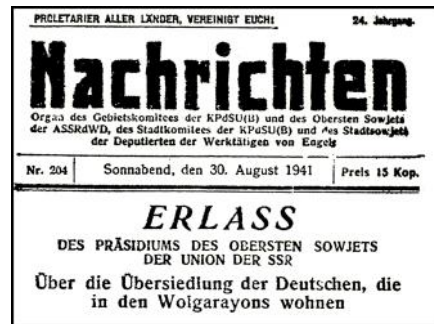 PROLETARIER ALLER LÄNDER, VEREINIGT EUCH! 24. Jahrgang.
Nachrichten
Organ des Gebietskomitees der KPdSU(B) und des Obersten Sowjets
der ASSRdWD, des Stadtkomitees der KPdSU(B) und des Stadtsowjets
der Deputierten der Werktätigen von Engels
Nr. 204 Sonnabend, den 30. August 1941 Preis 15 Kop.
ERLASS
DES PRÄSIDIUMS DES OBERSTEN SOWJETS
DER UNION DER SSR
Über die Übersiedlung der Deutschen, die
in den Wolgarayons wohnen